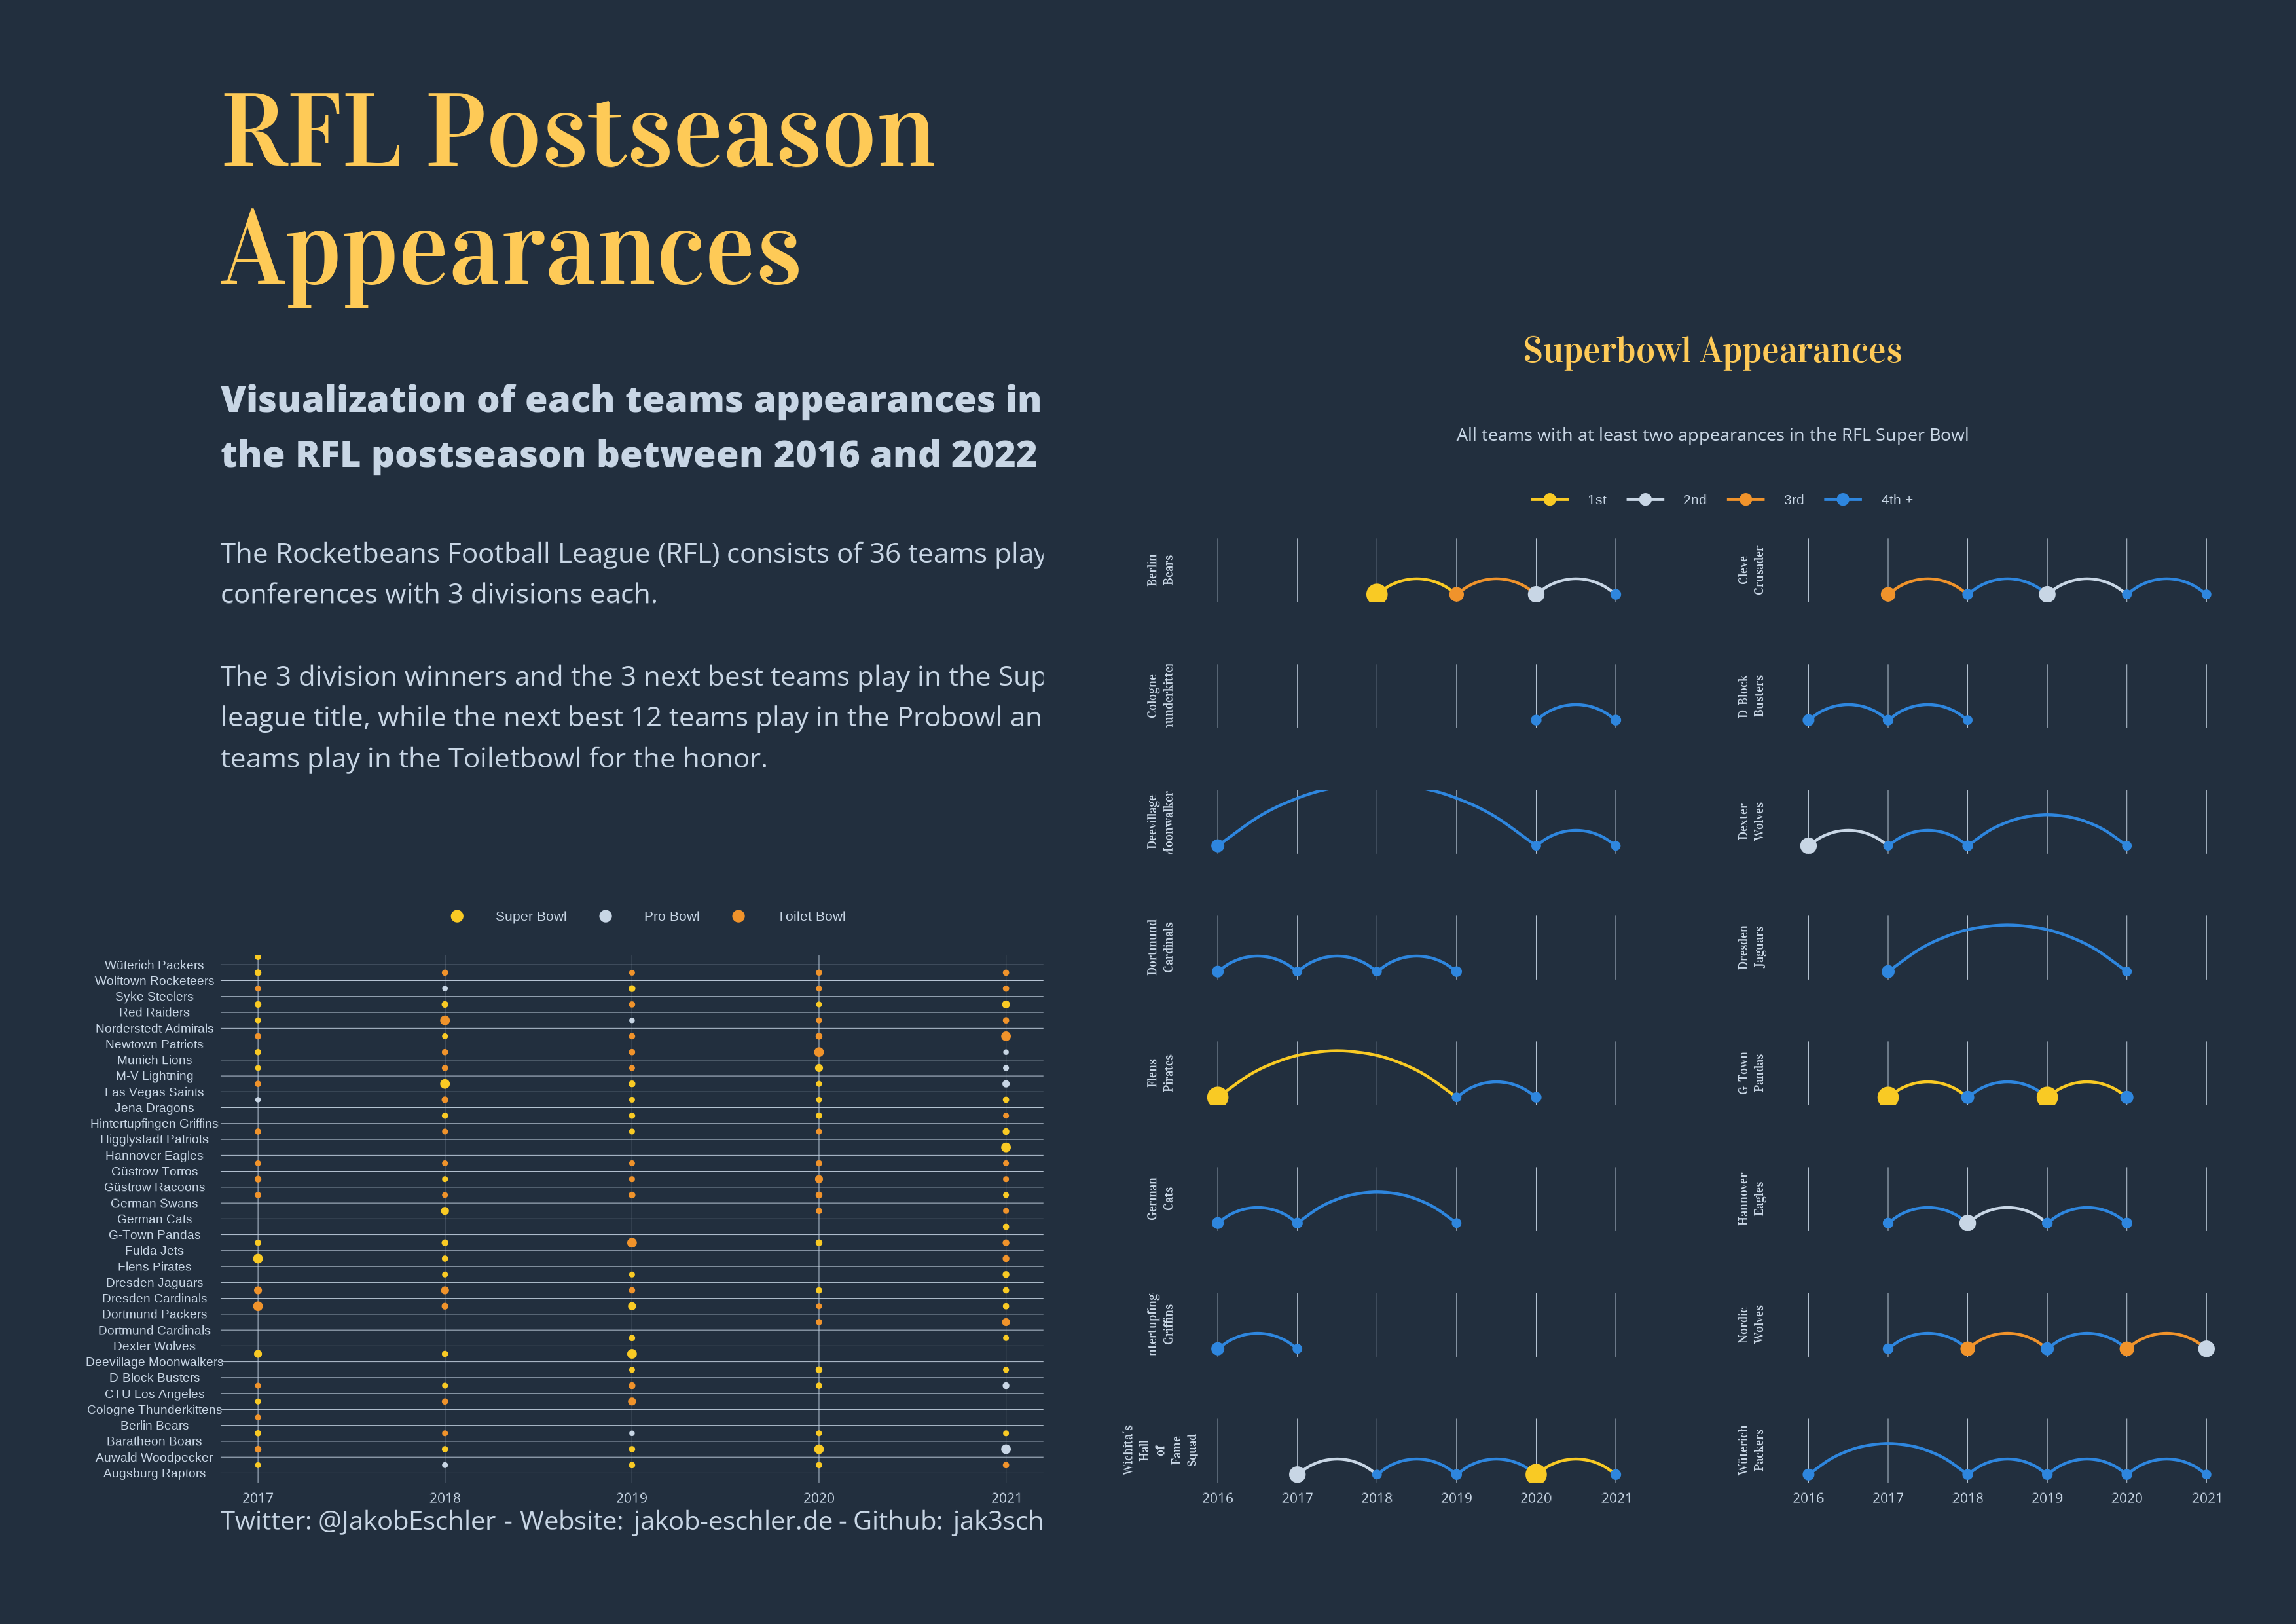 RFL Postseason
Appearances
Visualization of each teams appearances in
the RFL postseason between 2016 and 2022
The Rocketbeans Football League (RFL) consists of 36 teams play
conferences with 3 divisions each.
The 3 division winners and the 3 next best teams play in the Sup
league title, while the next best 12 teams play in the Probowl an
teams play in the Toiletbowl for the honor.
Super Bowl Pro Bowl Toilet Bowl
Wüterich Packers
Wolftown Rocketeers
Syke Steelers
Red Raiders
Norderstedt Admirals
Newtown Patriots
Munich Lions
M-V Lightning
Las Vegas Saints
Jena Dragons
Hintertupfingen Griffins
Higglystadt Patriots
Hannover Eagles
Güstrow Torros
Güstrow Racoons
German Swans
German Cats
G-Town Pandas
Fulda Jets
Flens Pirates
Dresden Jaguars
Dresden Cardinals
Dortmund Packers
Dortmund Cardinals
Dexter Wolves
Deevillage Moonwalkers
D-Block Busters
CTU Los Angeles
Cologne Thunderkittens
Berlin Bears
Baratheon Boars
Auwald Woodpecker
Augsburg Raptors
2017 2018 2019 2020 2021
Twitter: @JakobEschler - Website: jakob-eschler.de - Github: jak3sch
Superbowl Appearances
All teams with at least two appearances in the RFL Super Bowl
1st 2nd 3rd 4th +
Berlin
Bears
Cleve
Crusader
Cologne
underkitte
D-Block
Busters
Deevillage
Moonwalker
Dexter
Wolves
Dortmund
Cardinals
Dresden
Jaguars
Flens
Pirates
G-Town
Pandas
German
Cats
Hannover
Eagles
ntertupfing
Griffins
Nordic
Wolves
Wichita's
Hall
of
Fame
Squad
Wüterich
Packers
2016 2017 2018 2019 2020 2021
2016 2017 2018 2019 2020 2021